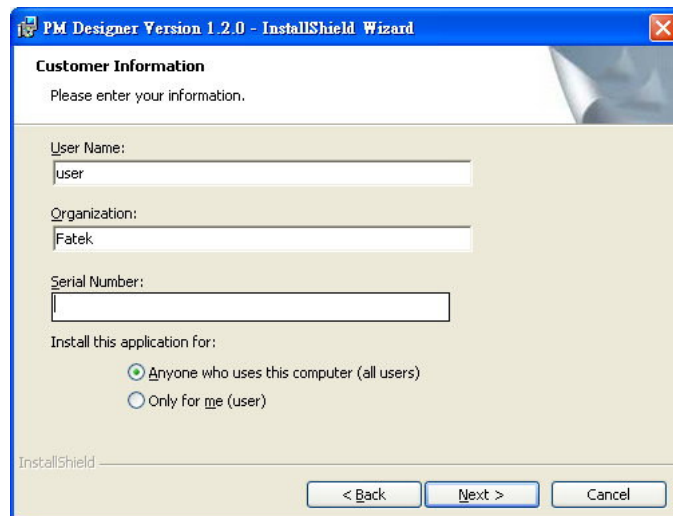 PM Designer Version 1.2.0 - InstallShield Wizard
Customer Information
Please enter your information.
User Name:
user
Organization:
Fatek
Serial Number:
Install this application for:
Anyone who uses this computer (all users)
Only for me (user)
InstallShield
< Back Next > Cancel